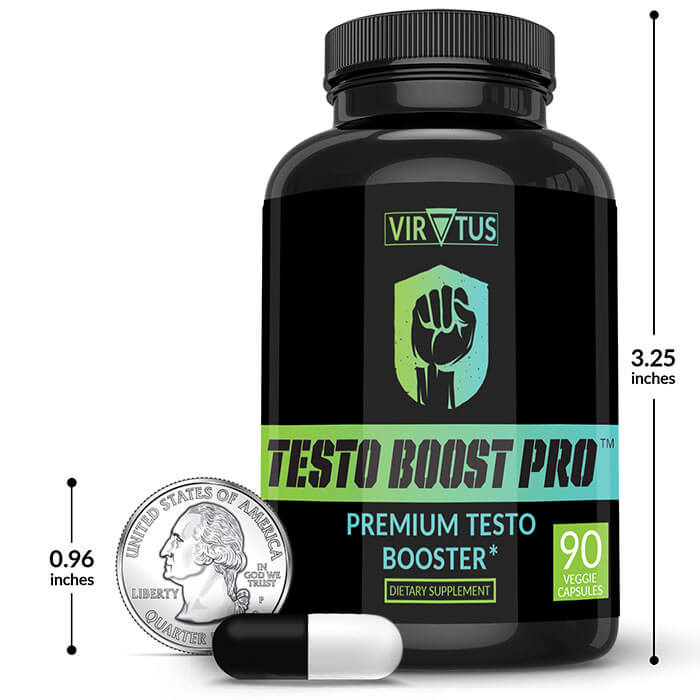 VIRTUS
TESTO BOOST PRO™
PREMIUM TESTO
BOOSTER*
DIETARY SUPPLEMENT
90
VEGGIE
CAPSULES
3.25
inches
0.96
inches
UNITED STATES OF AMERICA
LIBERTY
IN GOD WE
TRUST
P
QUARTER